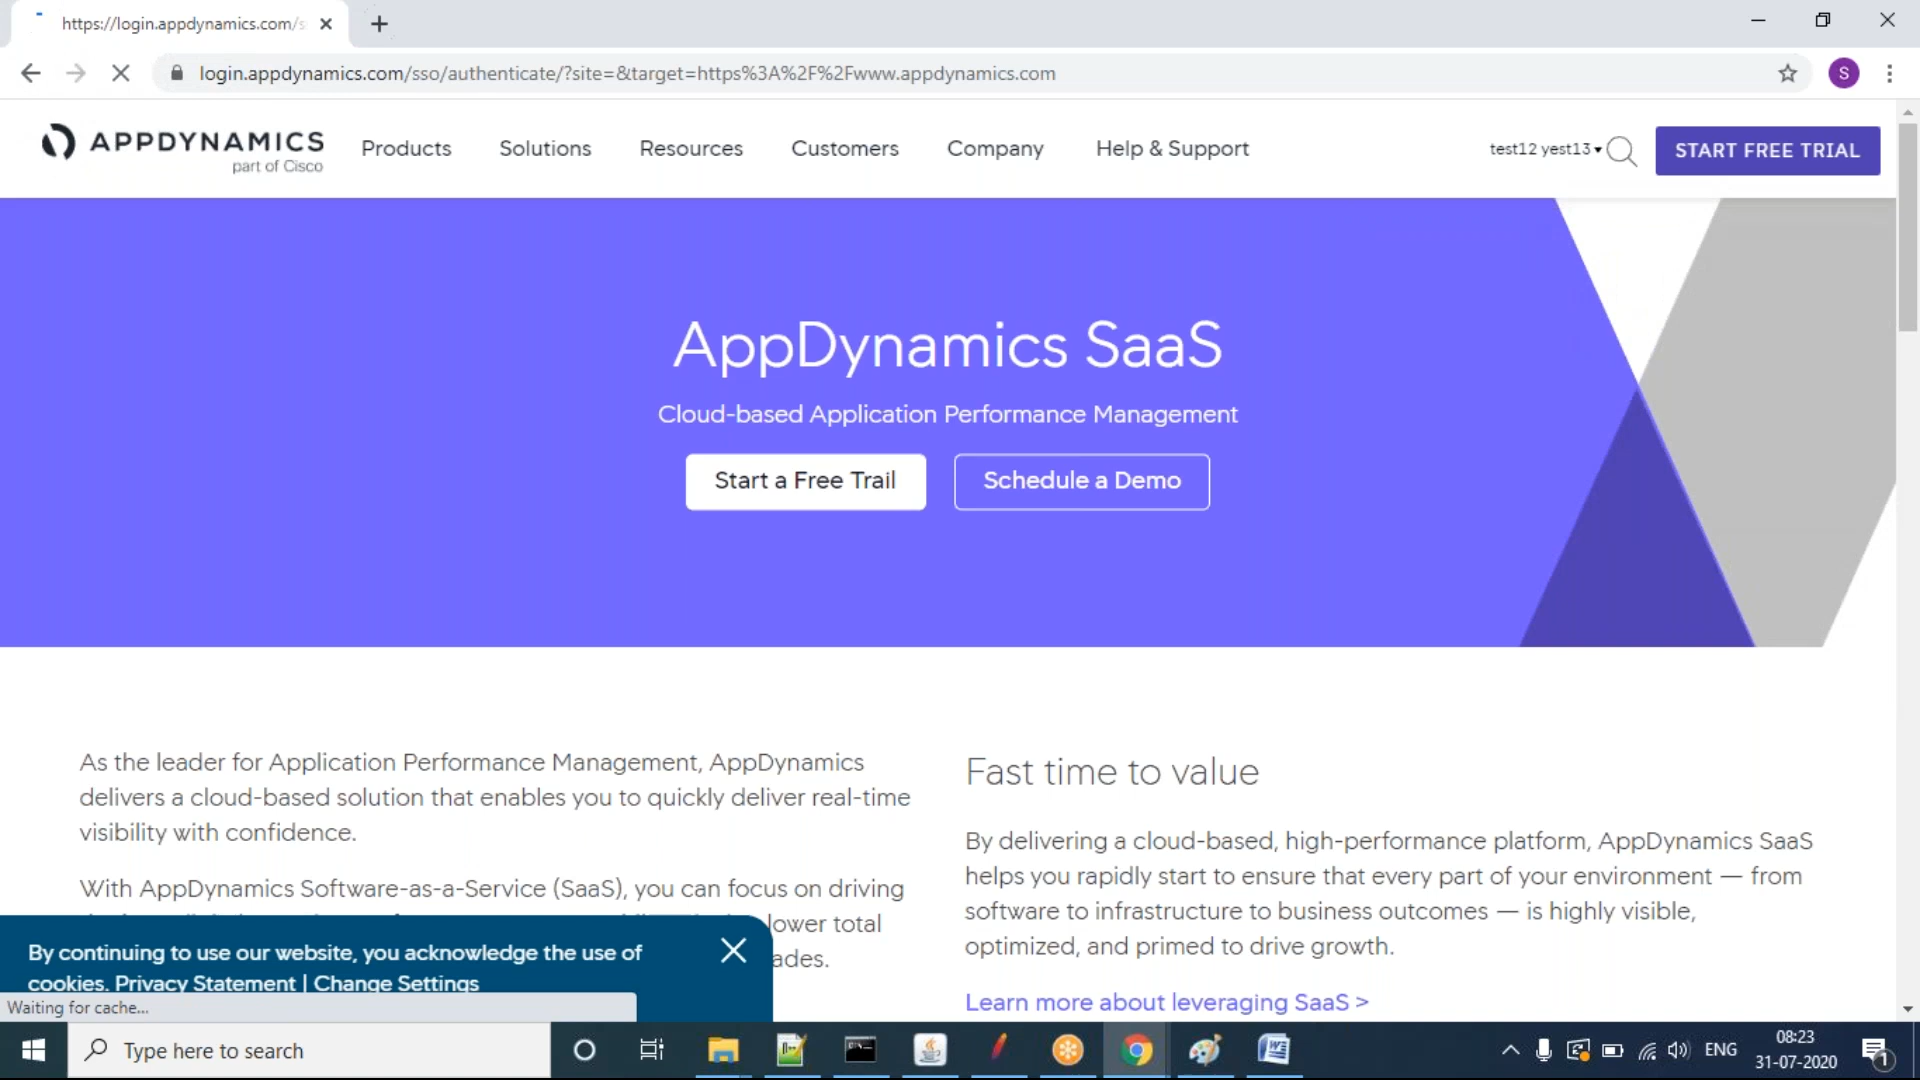 https://login.appdynamics.com/s
login.appdynamics.com/sso/authenticate/?site=&target=https%3A%2F%2Fwww.appdynamics.com
S
APPDYNAMICS
part of Cisco
Products
Solutions
Resources
Customers
Company
Help & Support
test12 yest13
START FREE TRIAL
AppDynamics SaaS
Cloud-based Application Performance Management
Start a Free Trail
Schedule a Demo
As the leader for Application Performance Management, AppDynamics
delivers a cloud-based solution that enables you to quickly deliver real-time
visibility with confidence.
With AppDynamics Software-as-a-Service (SaaS), you can focus on driving
lower total
ades.
Fast time to value
By delivering a cloud-based, high-performance platform, AppDynamics SaaS
helps you rapidly start to ensure that every part of your environment — from
software to infrastructure to business outcomes — is highly visible,
optimized, and primed to drive growth.
Learn more about leveraging SaaS >
By continuing to use our website, you acknowledge the use of
cookies. Privacy Statement | Change Settings
Waiting for cache...
Type here to search
ENG
08:23
31-07-2020
1